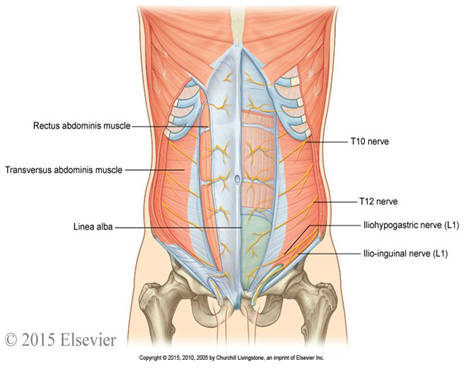 Rectus abdominis muscle
T10 nerve
Transversus abdominis muscle
T12 nerve
Linea alba
Iliohypogastric nerve (L1)
Ilio-inguinal nerve (L1)
© 2015 Elsevier
Copyright © 2015, 2010, 2005 by Churchill Livingstone, an imprint of Elsevier Inc.